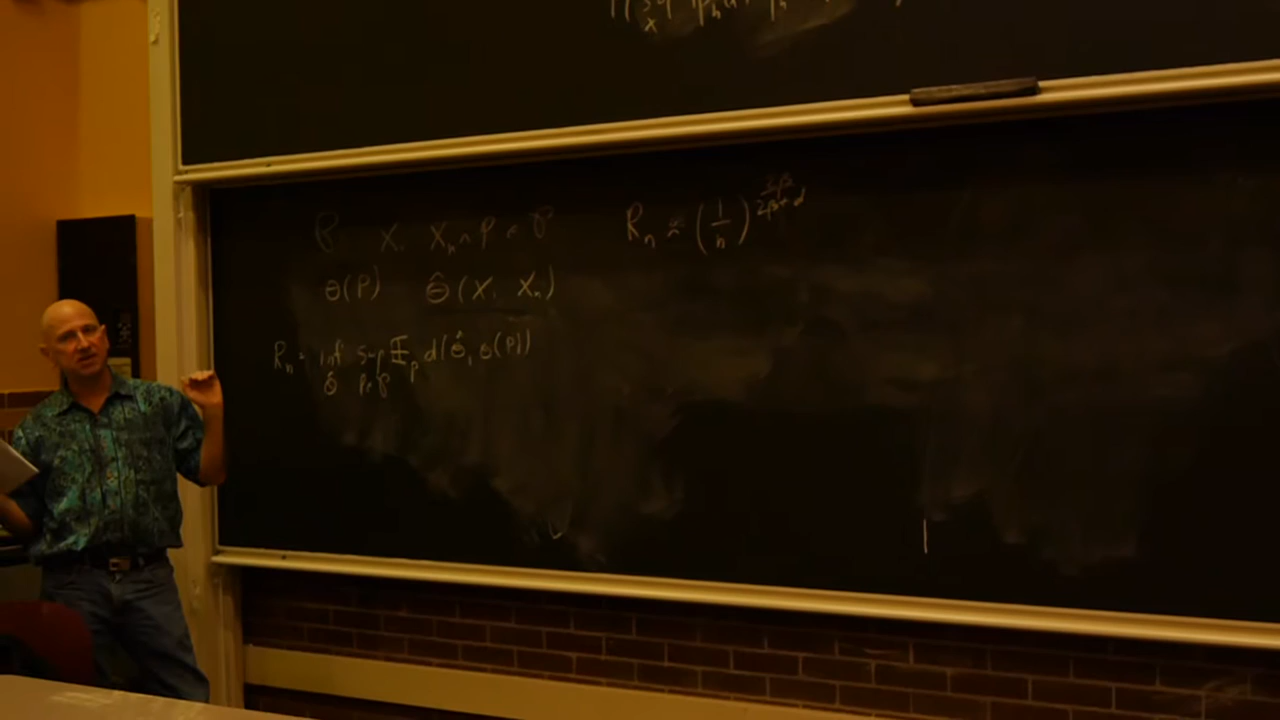 P X₁ Xₙ ~ P ∈ P Rₙ ≍ (1/n)^(2β/(2β+d))
θ(P) θ̂(X₁ Xₙ)
Rₙ = inf sup E_P d(θ̂, θ(P))
θ̂ P∈P